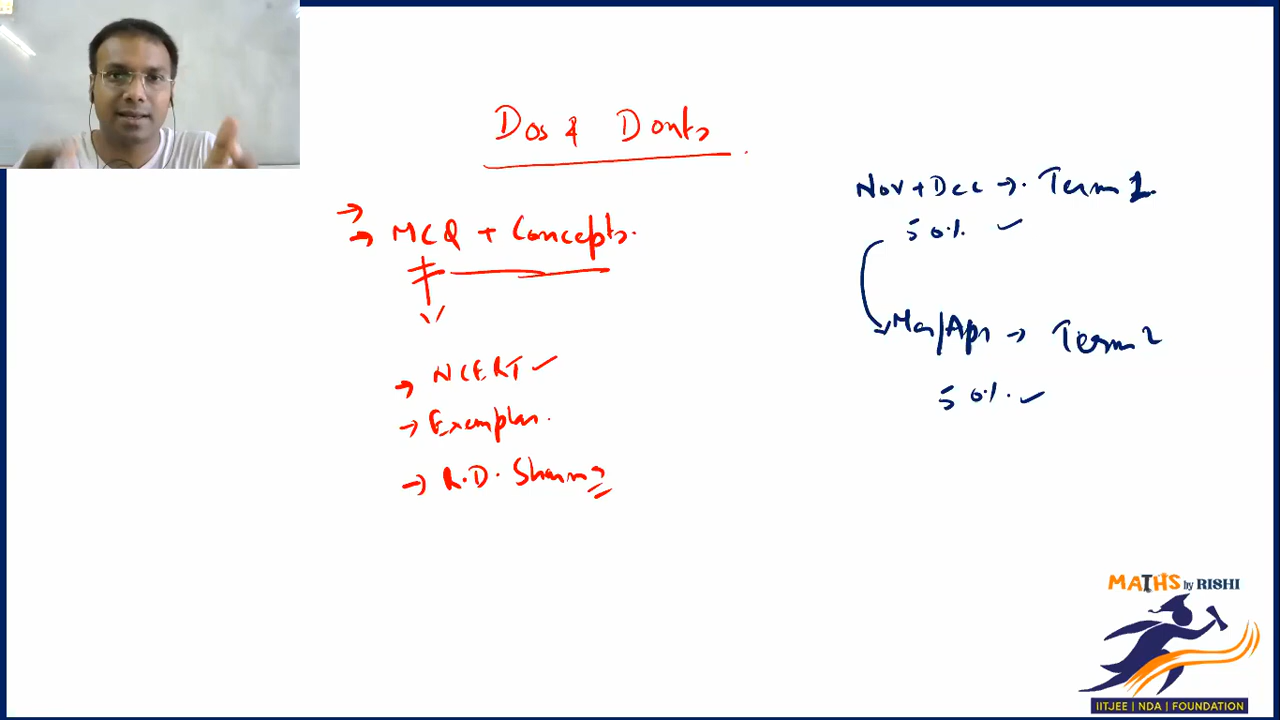 Dos & Donts
MCQ + Concepts.
NCERT
Exemplar.
R.D. Sharma
Nov + Dec → Term 1
50%
Mar/Apr → Term 2
50%.
MATHS by RISHI
IITJEE | NDA | FOUNDATION